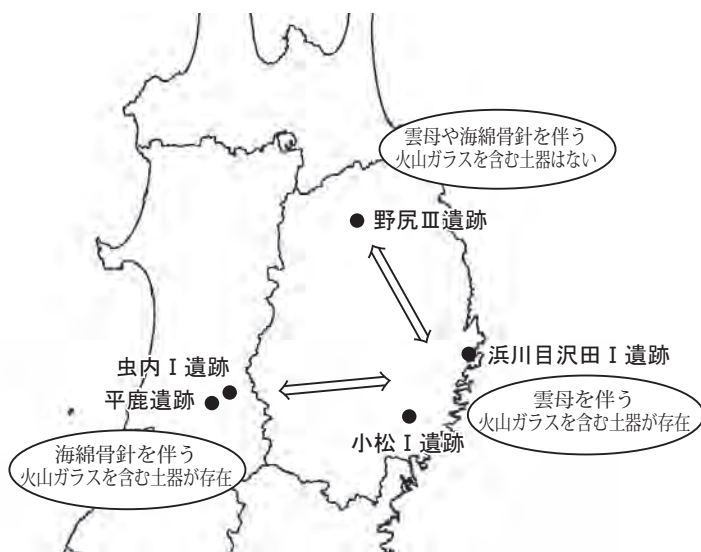 雲母や海綿骨針を伴う
火山ガラスを含む土器はない
野尻Ⅲ遺跡
浜川目沢田Ⅰ遺跡
虫内Ⅰ遺跡
平鹿遺跡
雲母を伴う
火山ガラスを含む土器が存在
小松Ⅰ遺跡
海綿骨針を伴う
火山ガラスを含む土器が存在